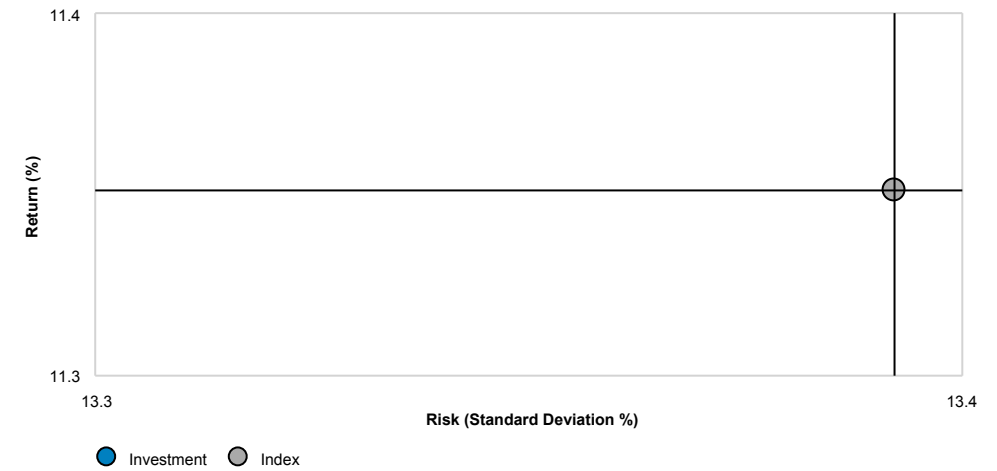 11.4
Return (%)
11.3
13.3
13.4
Risk (Standard Deviation %)
Investment
Index